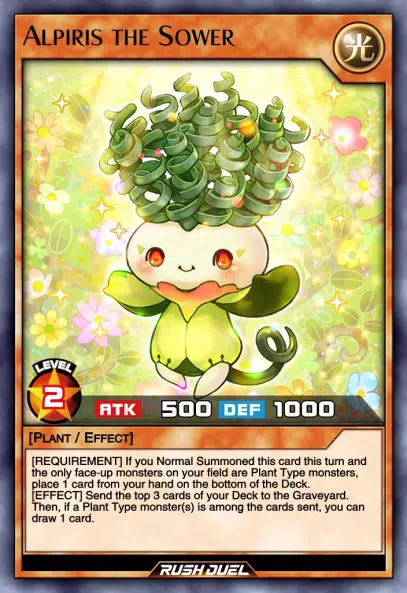 Alpiris the Sower
光
LEVEL
2
ATK 500 DEF 1000
[Plant / Effect]
[REQUIREMENT] If you Normal Summoned this card this turn and
the only face-up monsters on your field are Plant Type monsters,
place 1 card from your hand on the bottom of the Deck.
[EFFECT] Send the top 3 cards of your Deck to the Graveyard.
Then, if a Plant Type monster(s) is among the cards sent, you can
draw 1 card.
RUSH DUEL